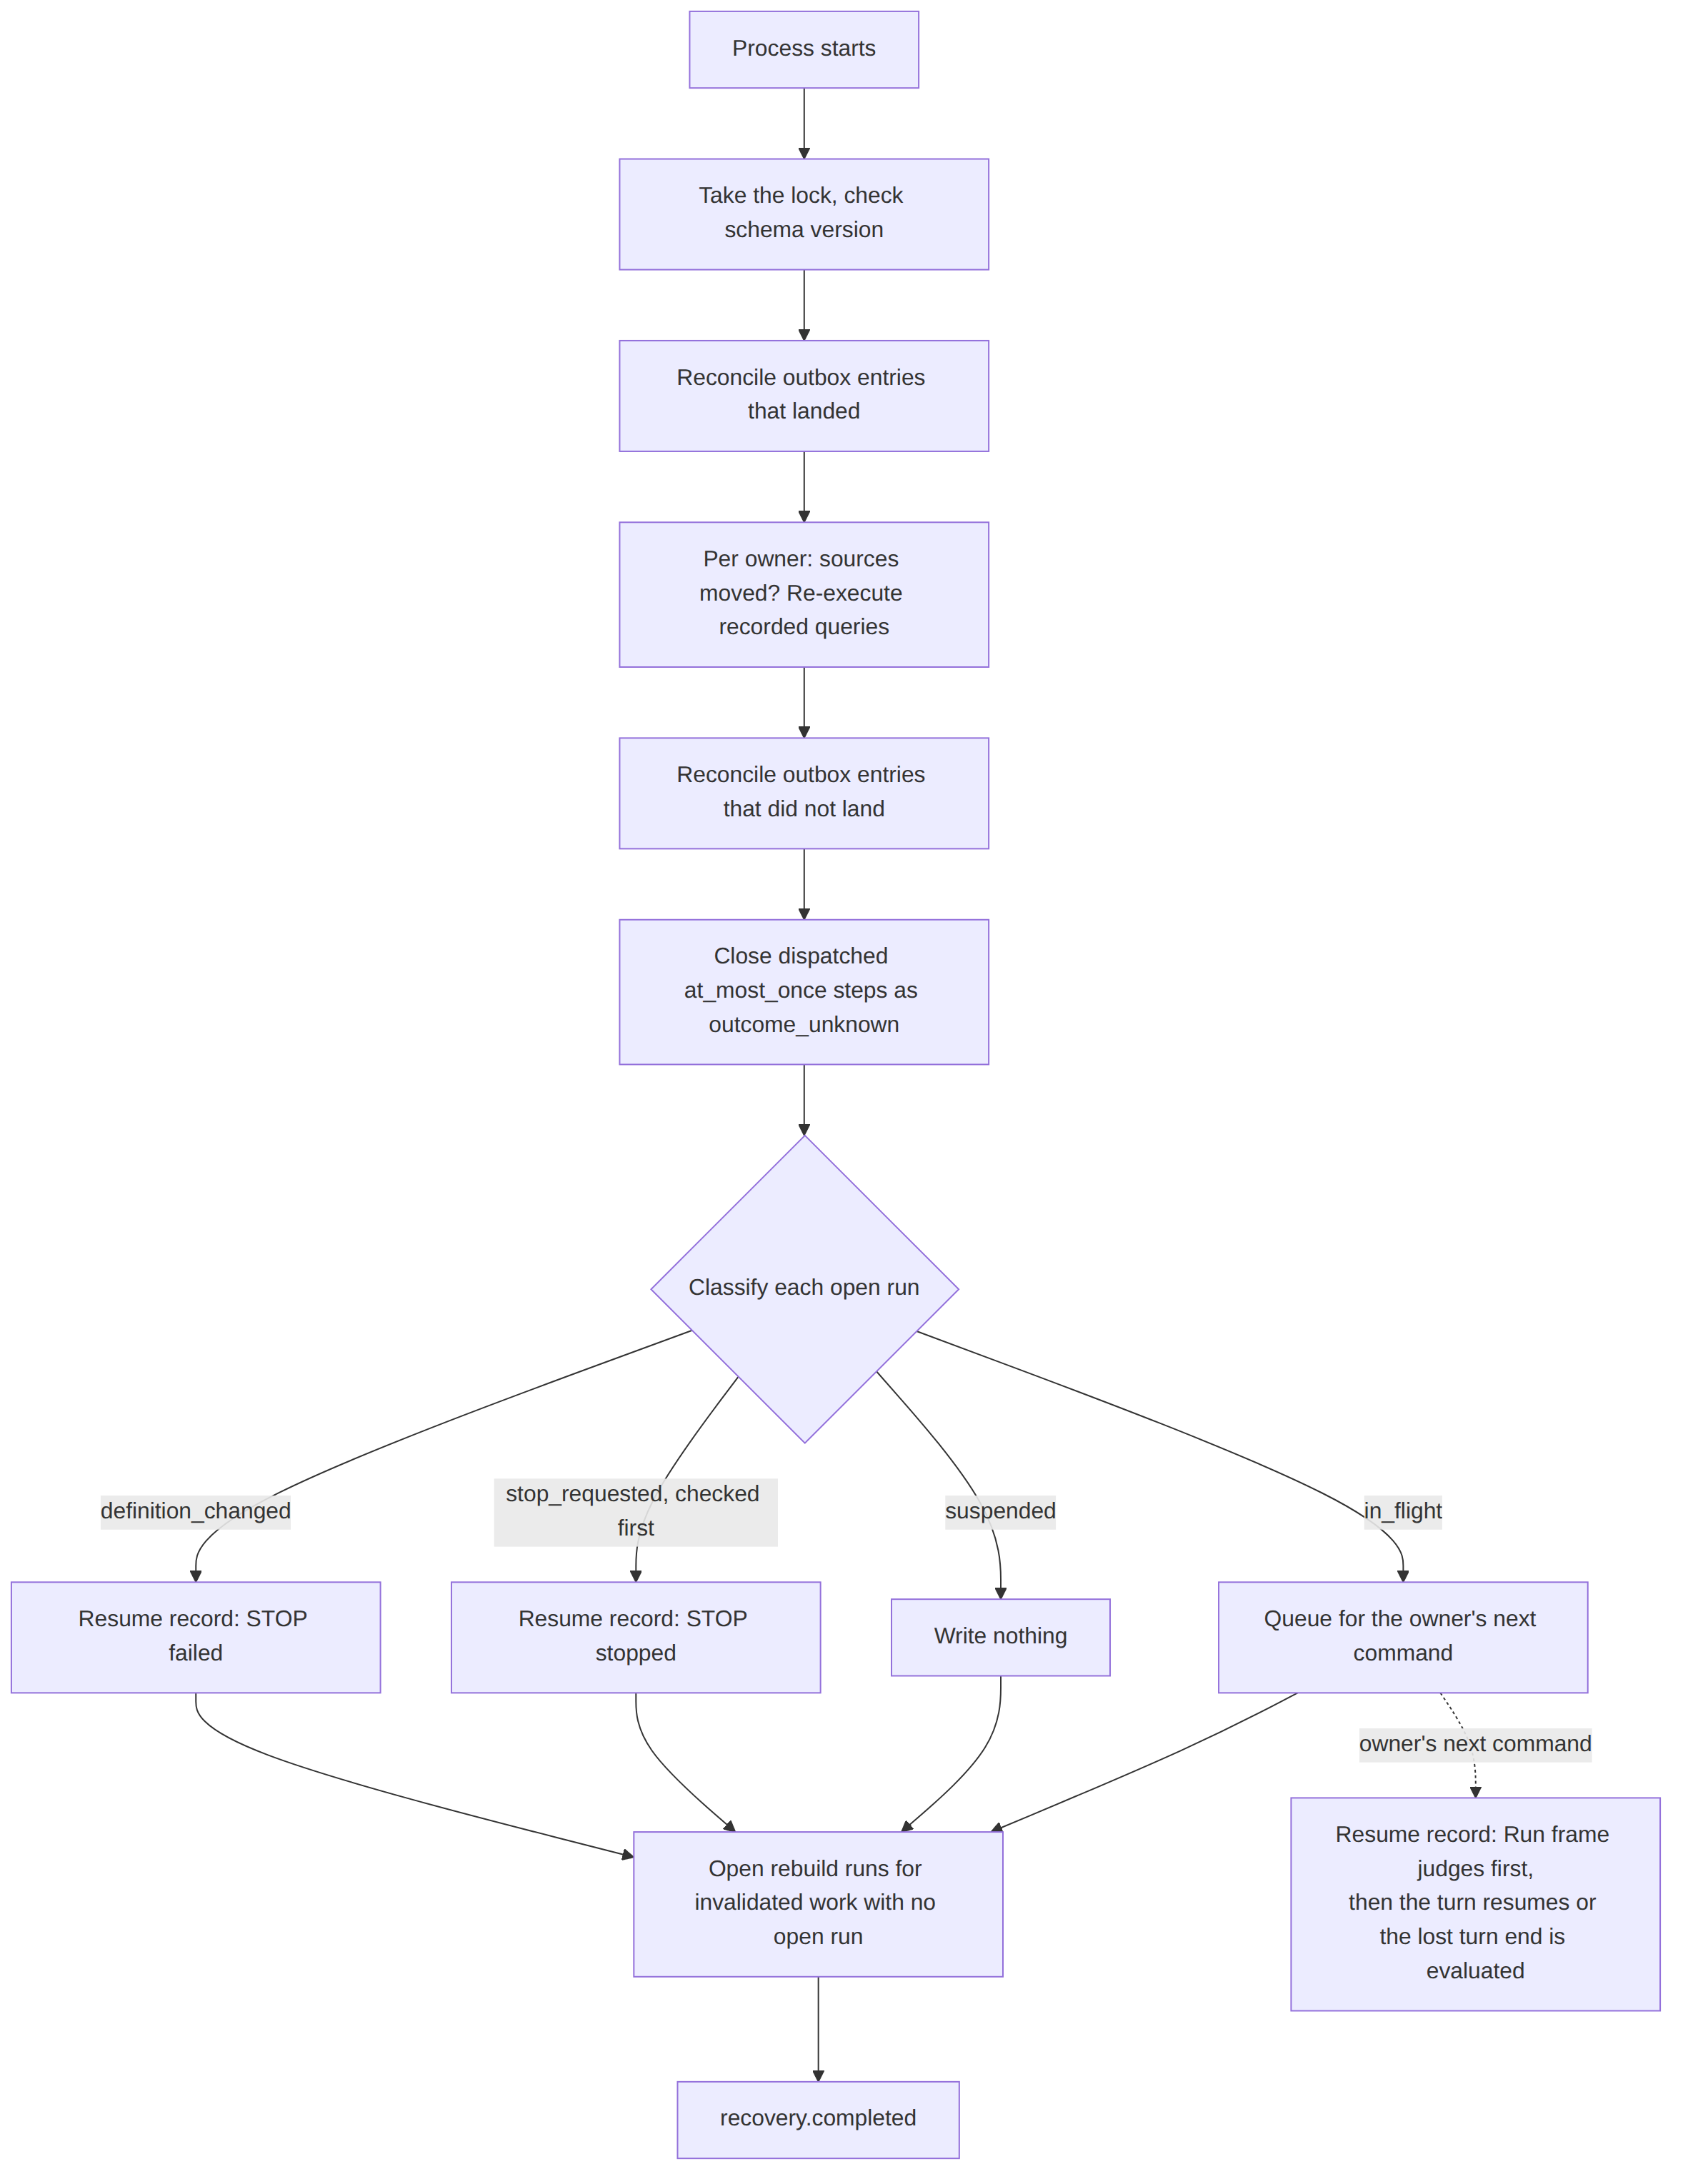 Process starts
Take the lock, check
schema version
Reconcile outbox entries
that landed
Per owner: sources
moved? Re-execute
recorded queries
Reconcile outbox entries
that did not land
Close dispatched
at_most_once steps as
outcome_unknown
Classify each open run
definition_changed
stop_requested, checked
first
suspended
in_flight
Resume record: STOP
failed
Resume record: STOP
stopped
Write nothing
Queue for the owner's next
command
owner's next command
Open rebuild runs for
invalidated work with no
open run
Resume record: Run frame
judges first,
then the turn resumes or
the lost turn end is
evaluated
recovery.completed